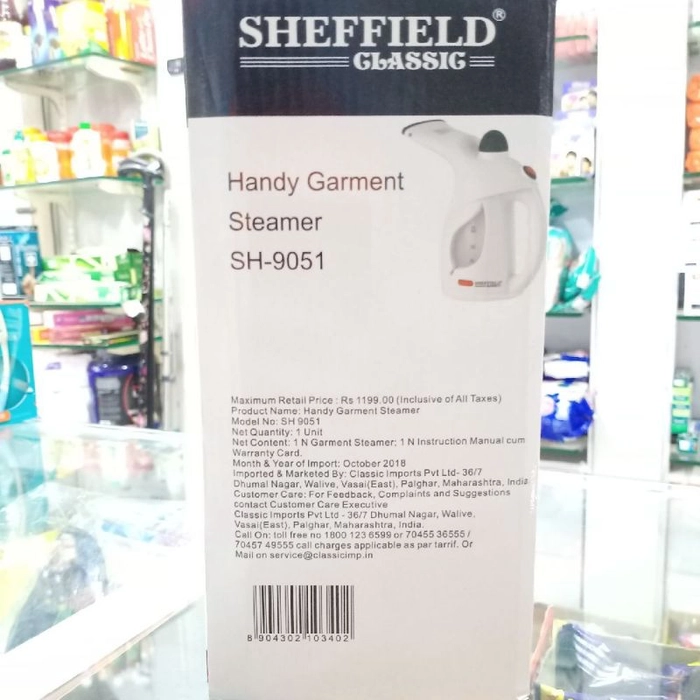 SHEFFIELD®
CLASSIC
Handy Garment
Steamer
SH-9051
SHEFFIELD
Maximum Retail Price : Rs 1199.00 (Inclusive of All Taxes)
Product Name: Handy Garment Steamer
Model No: SH 9051
Net Quantity: 1 Unit
Net Content: 1 N Garment Steamer; 1 N Instruction Manual cum
Warranty Card.
Month & Year of Import: October 2018
Imported & Marketed By: Classic Imports Pvt Ltd- 36/7
Dhumal Nagar, Walive, Vasai(East), Palghar, Maharashtra, India.
Customer Care: For Feedback, Complaints and Suggestions
contact Customer Care Executive
Classic Imports Pvt Ltd - 36/7 Dhumal Nagar, Walive,
Vasai(East), Palghar, Maharashtra, India.
Call On: toll free no 1800 123 6599 or 70455 36555 /
70457 49555 call charges applicable as per tarrif. Or
Mail on service@classicimp.in
8 904302 103402